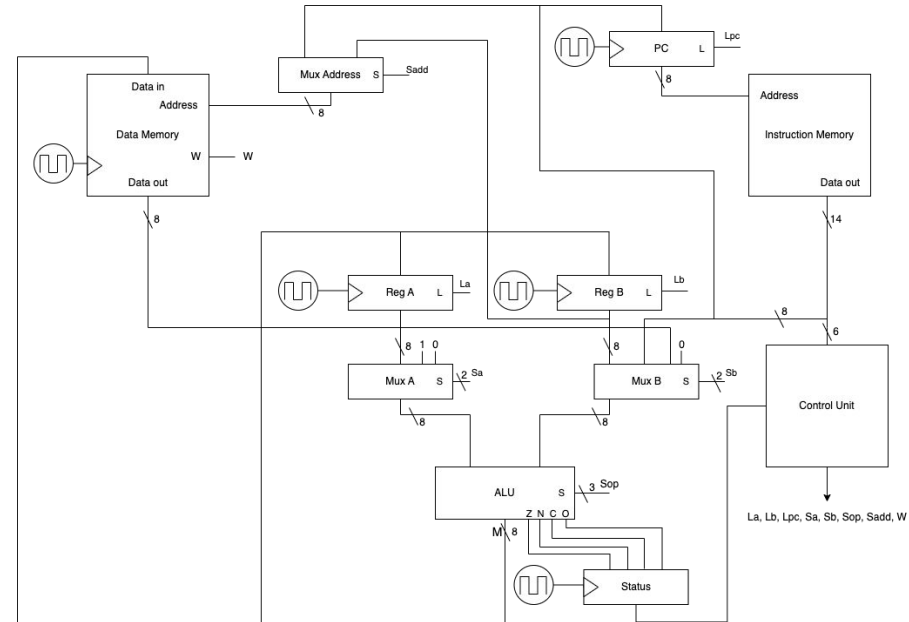 Lpc
PC
L
8
Mux Address
S
Sadd
8
Data in
Address
Data Memory
W
W
Data out
8
Address
Instruction Memory
Data out
14
Reg A
L
La
Reg B
L
Lb
8
6
8
1
0
8
0
Mux A
S
2
Sa
Mux B
S
2
Sb
Control Unit
8
8
ALU
S
3
Sop
Z N C O
M
8
La, Lb, Lpc, Sa, Sb, Sop, Sadd, W
Status